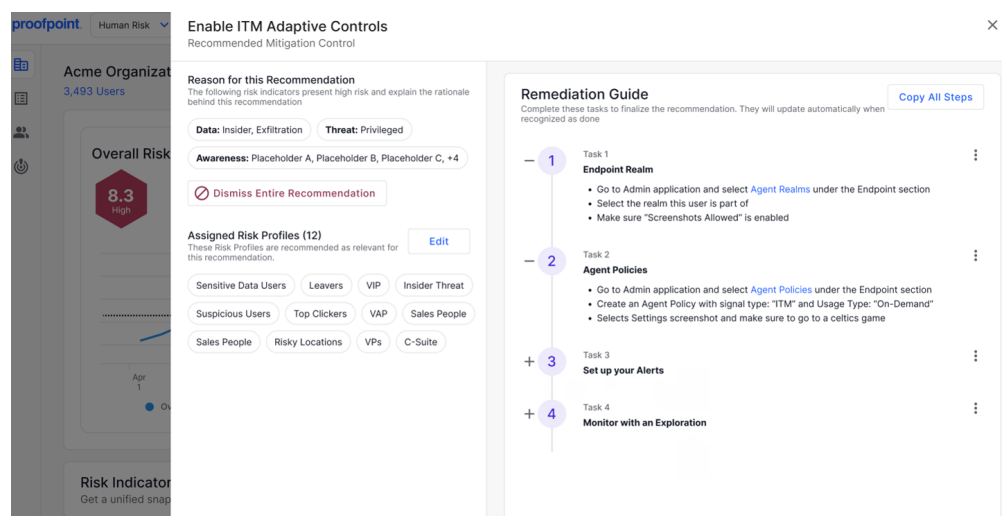 proofpoint.
Human Risk
Acme Organizat
3,493 Users
Overall Risk
8.3
High
Apr
1
Ov
Risk Indicator
Get a unified snap
Enable ITM Adaptive Controls
Recommended Mitigation Control
Reason for this Recommendation
The following risk indicators present high risk and explain the rationale
behind this recommendation
Data: Insider, Exfiltration
Threat: Privileged
Awareness: Placeholder A, Placeholder B, Placeholder C, +4
Dismiss Entire Recommendation
Assigned Risk Profiles (12)
These Risk Profiles are recommended as relevant for
this recommendation.
Edit
Sensitive Data Users
Leavers
VIP
Insider Threat
Suspicious Users
Top Clickers
VAP
Sales People
Sales People
Risky Locations
VPs
C-Suite
Remediation Guide
Complete these tasks to finalize the recommendation. They will update automatically when
recognized as done
Copy All Steps
1
Task 1
Endpoint Realm
• Go to Admin application and select Agent Realms under the Endpoint section
• Select the realm this user is part of
• Make sure "Screenshots Allowed" is enabled
2
Task 2
Agent Policies
• Go to Admin application and select Agent Policies under the Endpoint section
• Create an Agent Policy with signal type: "ITM" and Usage Type: "On-Demand"
• Selects Settings screenshot and make sure to go to a celtics game
3
Task 3
Set up your Alerts
4
Task 4
Monitor with an Exploration